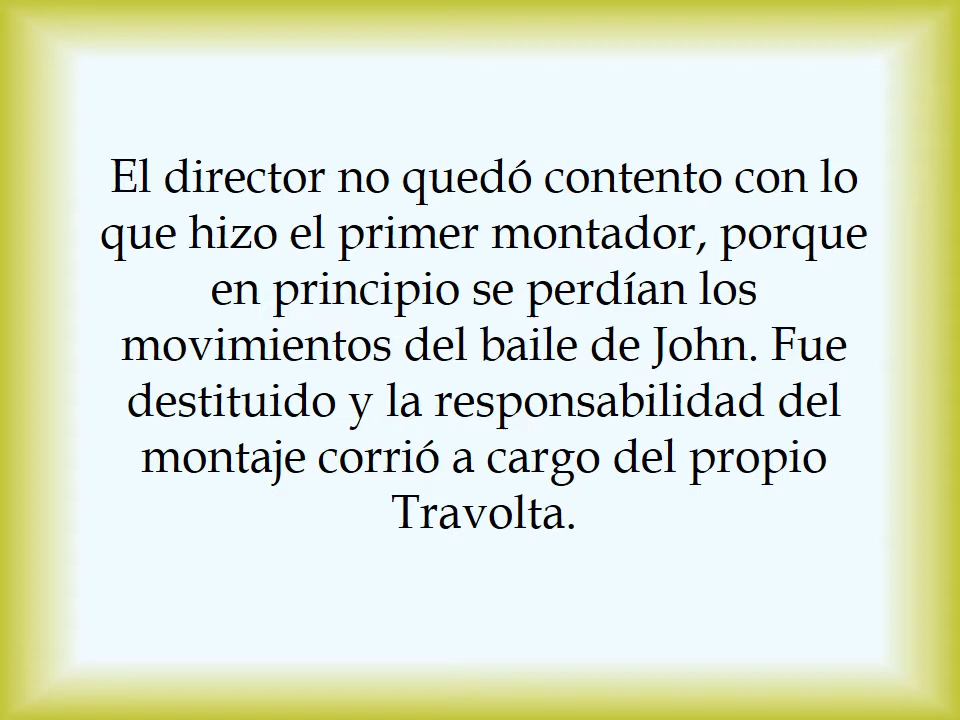 El director no quedó contento con lo
que hizo el primer montador, porque
en principio se perdían los
movimientos del baile de John. Fue
destituido y la responsabilidad del
montaje corrió a cargo del propio
Travolta.